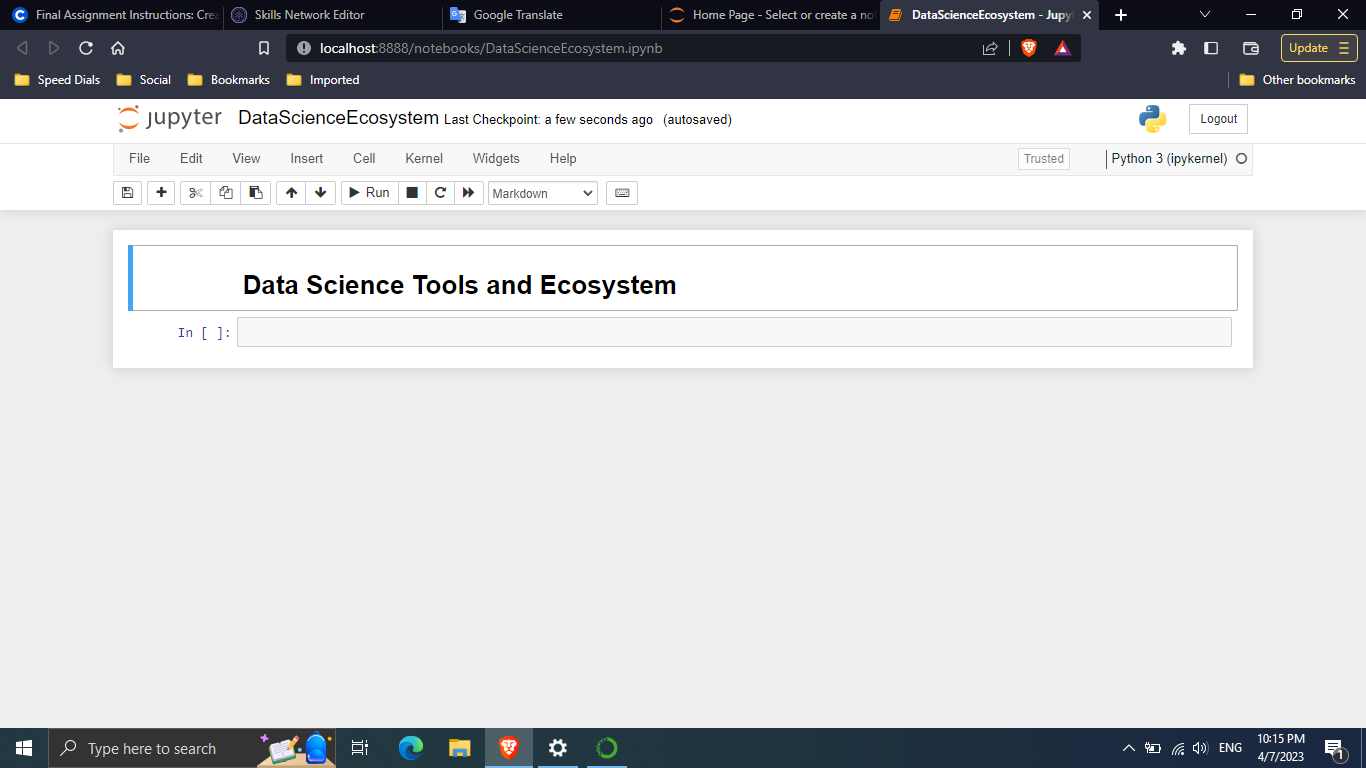 Final Assignment Instructions: Crea
Skills Network Editor
Google Translate
Home Page - Select or create a no
DataScienceEcosystem - Jupyt
localhost:8888/notebooks/DataScienceEcosystem.ipynb
Update
Speed Dials
Social
Bookmarks
Imported
Other bookmarks
jupyter
DataScienceEcosystem Last Checkpoint: a few seconds ago (autosaved)
Logout
File Edit View Insert Cell Kernel Widgets Help
Trusted
Python 3 (ipykernel)
Run
Markdown
Data Science Tools and Ecosystem
In [ ]:
Type here to search
ENG
10:15 PM
4/7/2023
1